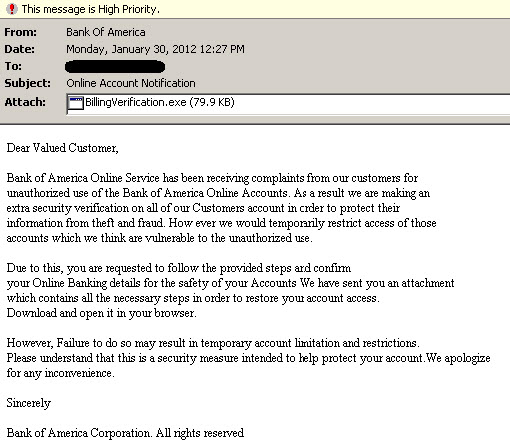 This message is High Priority.
From: Bank Of America
Date: Monday, January 30, 2012 12:27 PM
To:
Subject: Online Account Notification
Attach: BillingVerification.exe (79.9 KB)
Dear Valued Customer,
Bank of America Online Service has been receiving complaints from our customers for
unauthorized use of the Bank of America Online Accounts. As a result we are making an
extra security verification on all of our Customers account in order to protect their
information from theft and fraud. How ever we would temporarily restrict access of those
accounts which we think are vulnerable to the unauthorized use.
Due to this, you are requested to follow the provided steps and confirm
your Online Banking details for the safety of your Accounts We have sent you an attachment
which contains all the necessary steps in order to restore your account access.
Download and open it in your browser.
However, Failure to do so may result in temporary account limitation and restrictions.
Please understand that this is a security measure intended to help protect your account.We apologize
for any inconvenience.
Sincerely
Bank of America Corporation. All rights reserved